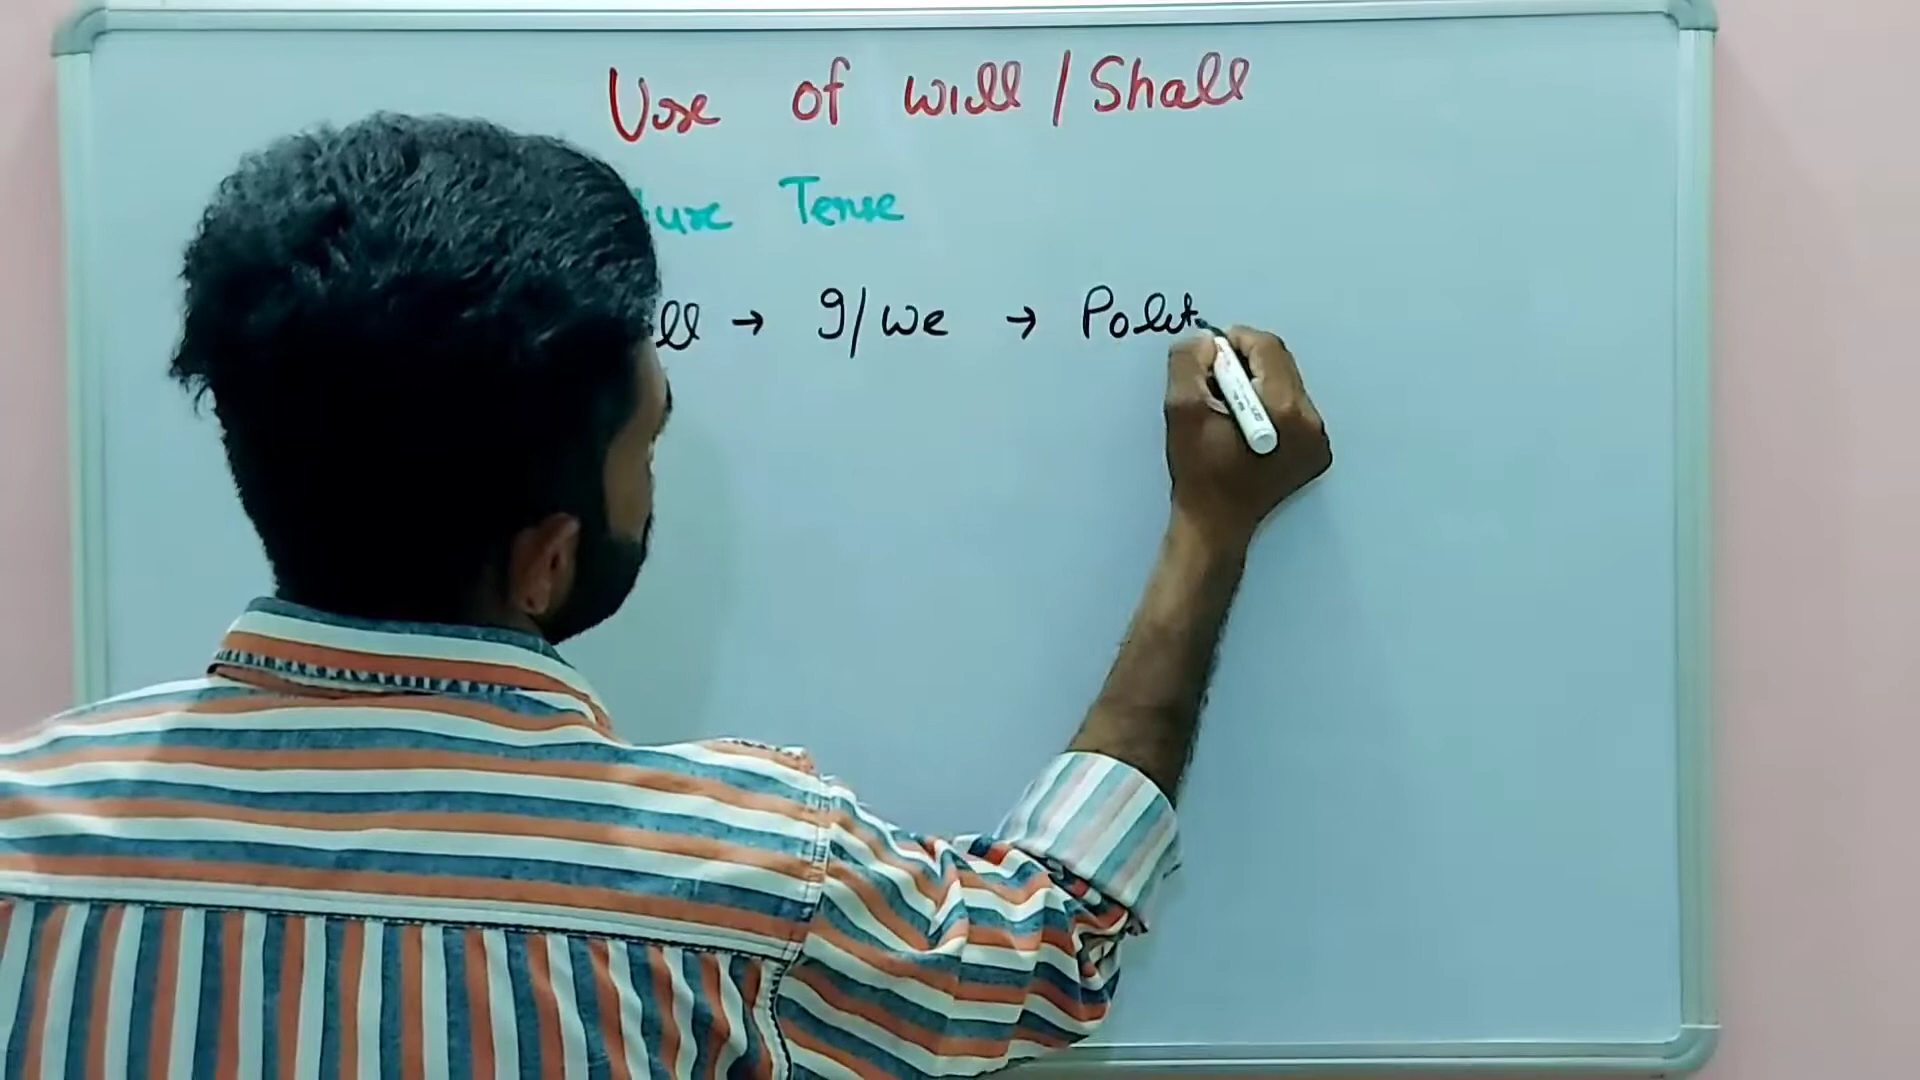 Use of will / Shall
Tense
→ I/we → Polit